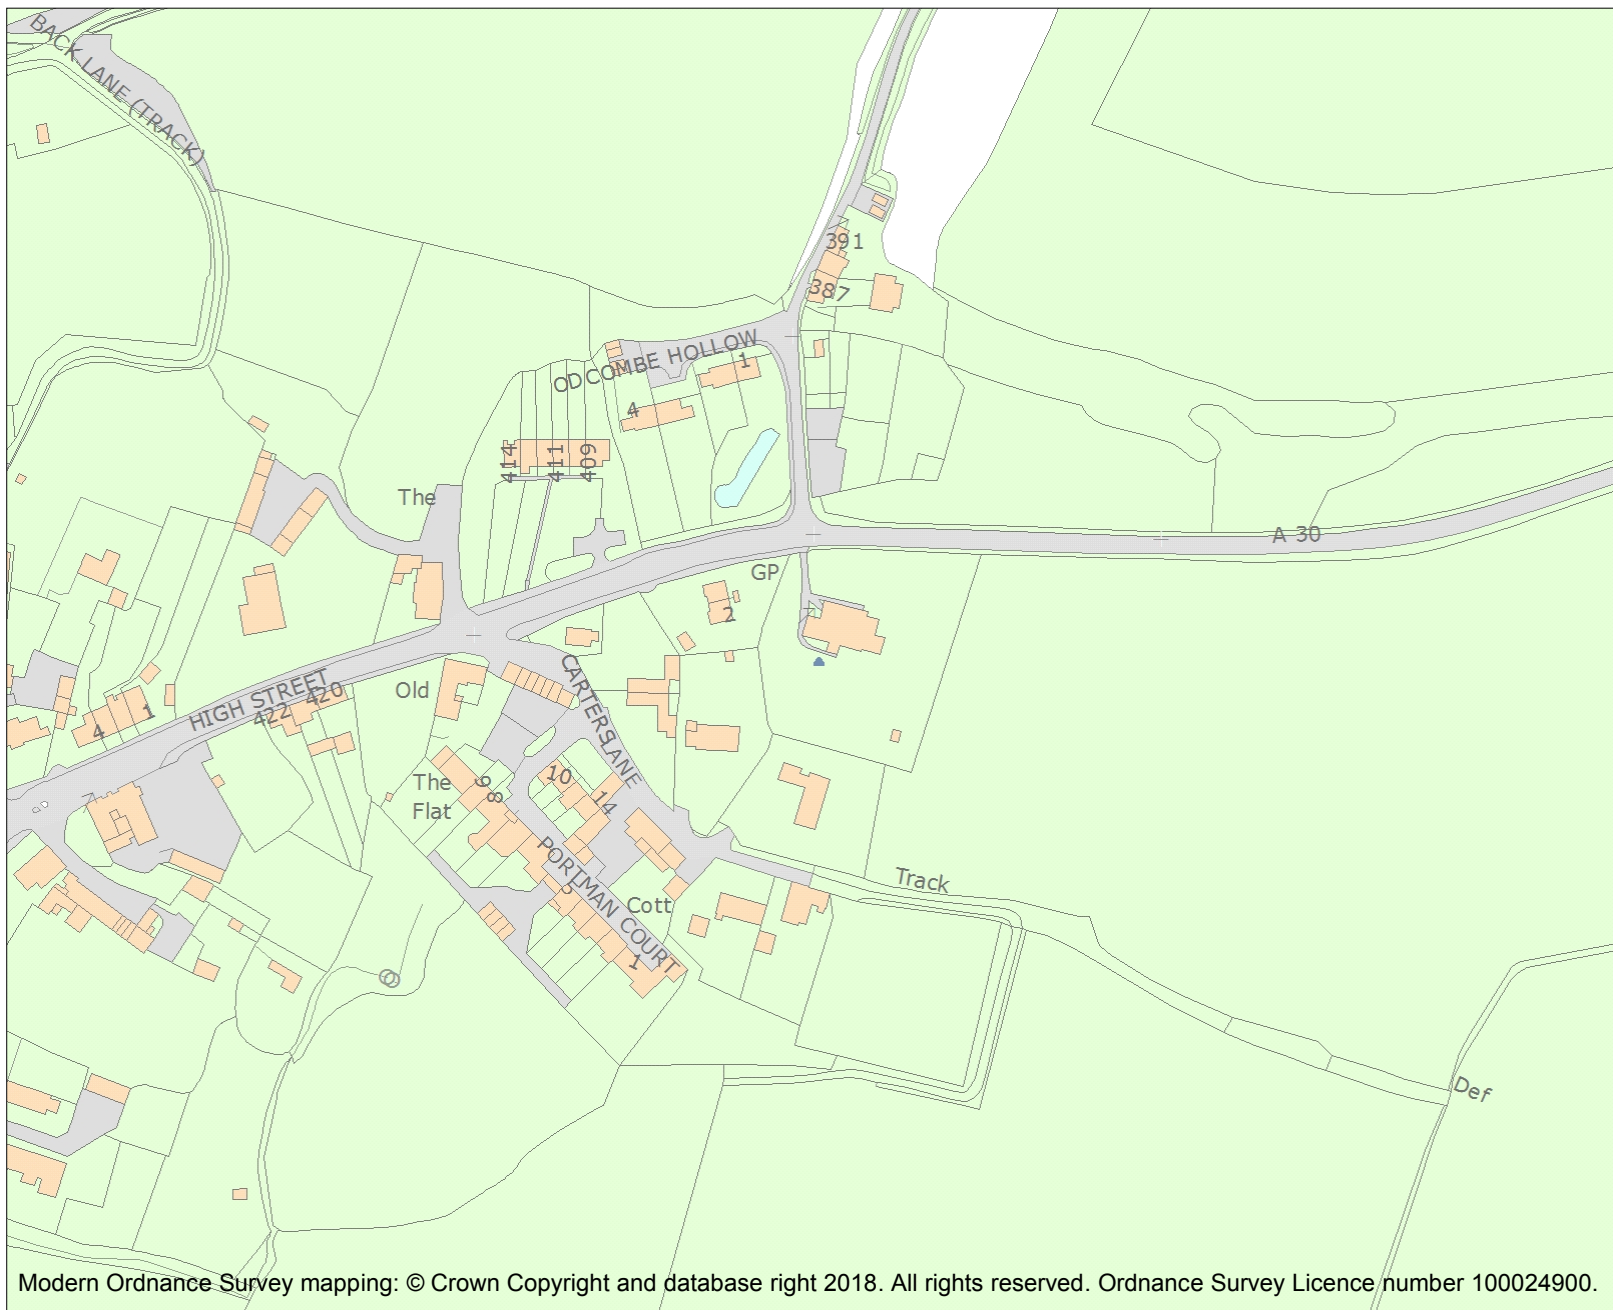 BACK LANE (TRACK)
391
387
ODCOMBE HOLLOW
1
4
414
411
409
The
A 30
GP
2
CARTERS LANE
Old
HIGH STREET
420
422
1
4
The
Flat
9
8
10
14
PORTMAN COURT
5
Cott
1
Track
Def
Modern Ordnance Survey mapping: © Crown Copyright and database right 2018. All rights reserved. Ordnance Survey Licence number 100024900.